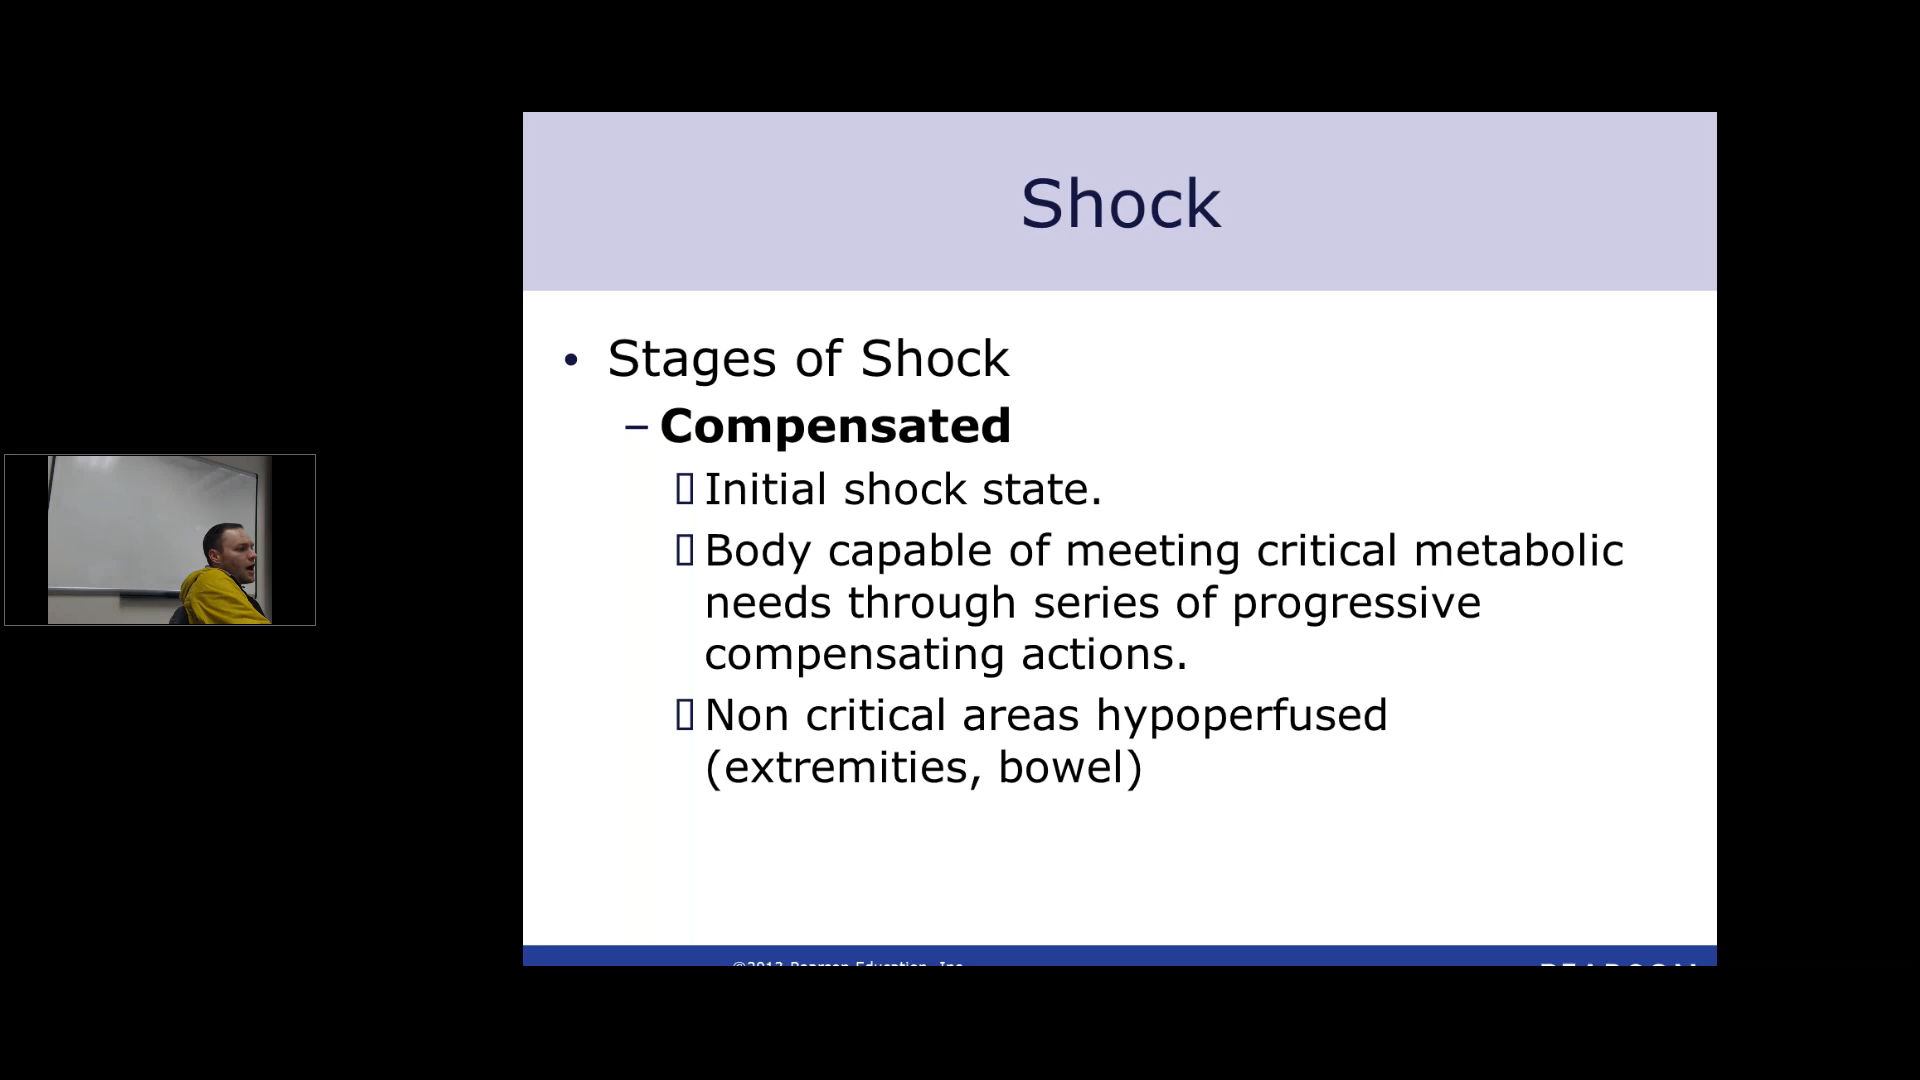 Shock
• Stages of Shock
– Compensated
Initial shock state.
Body capable of meeting critical metabolic
needs through series of progressive
compensating actions.
Non critical areas hypoperfused
(extremities, bowel)
©2013 Pearson Education, Inc.
PEARSON